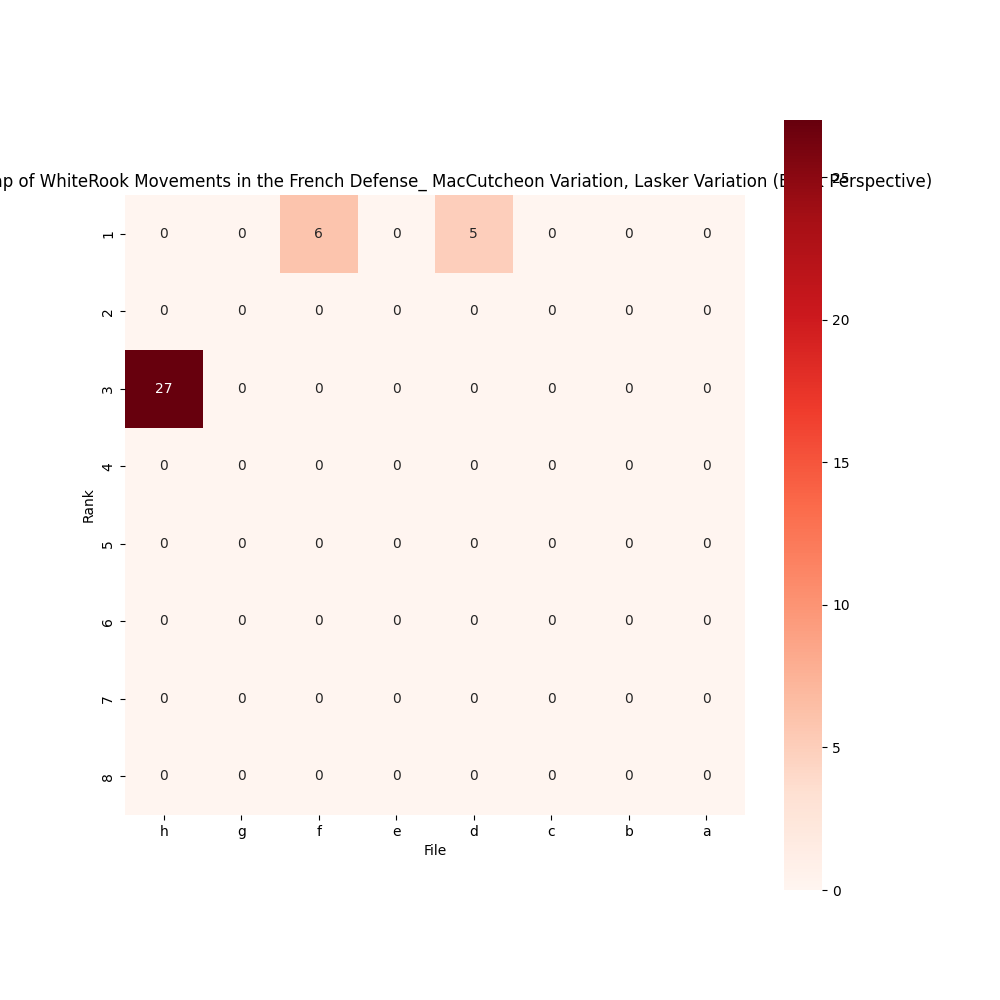 of WhiteRook Movements in the French Defense_ MacCutcheon Variation, Lasker Variation ( Perspective)
25
1 0 0 6 0 5 0 0 0
20
2 0 0 0 0 0 0 0 0
3 27 0 0 0 0 0 0 0
15
4 0 0 0 0 0 0 0 0
Rank
5 0 0 0 0 0 0 0 0
10
6 0 0 0 0 0 0 0 0
7 0 0 0 0 0 0 0 0
5
8 0 0 0 0 0 0 0 0
h g f e d c b a
File
0